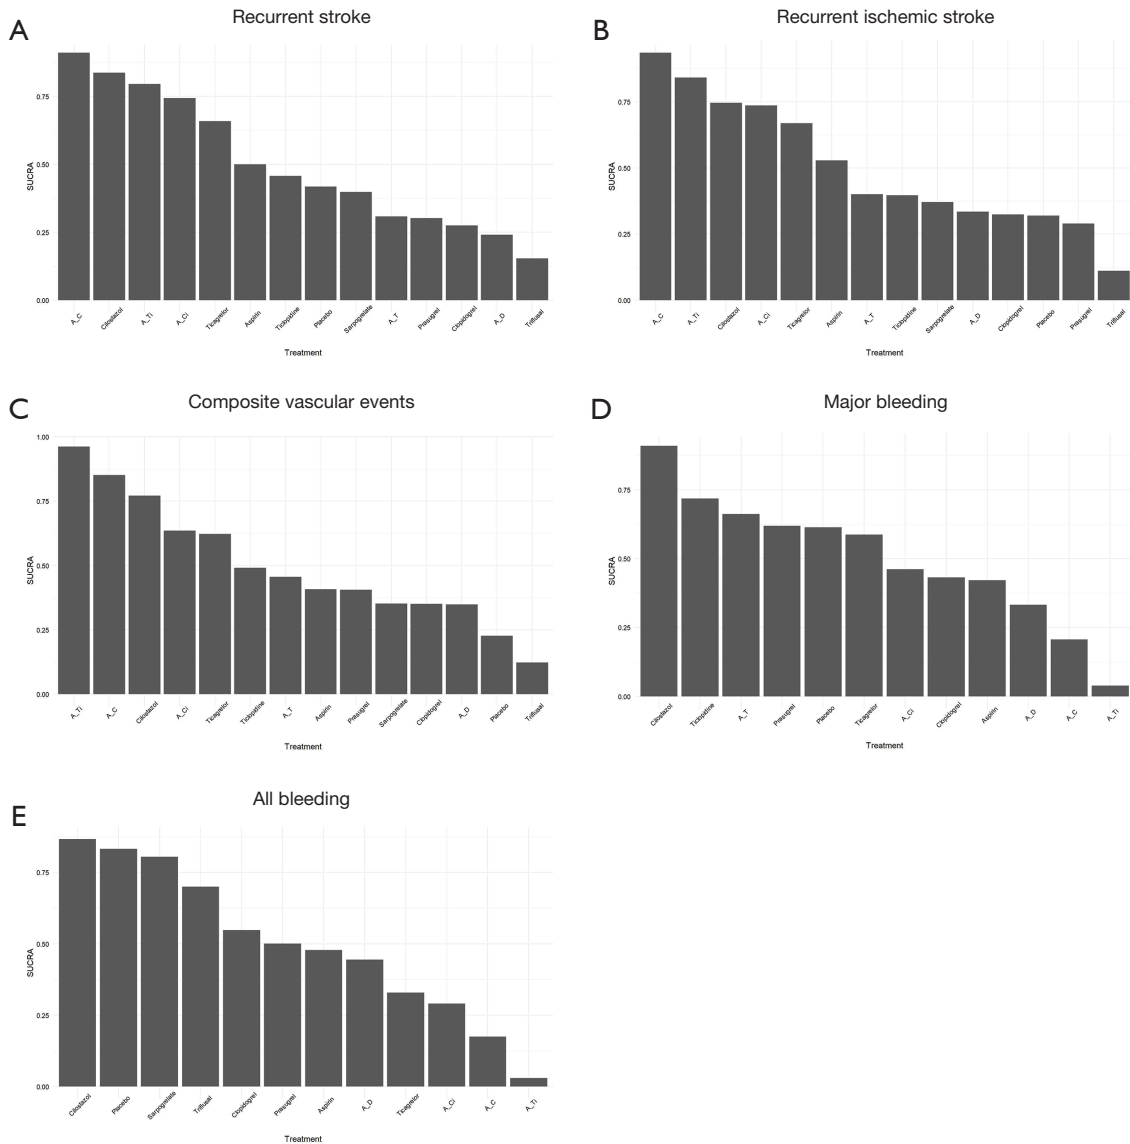 A
Recurrent stroke
0.75
0.50
0.25
0.00
SUCRA
A_C
Cilostazol
A_Ti
A_Ci
Ticagrelor
Aspirin
Ticlopidine
Placebo
Sarpogrelate
A_T
Prasugrel
Clopidogrel
A_D
Triflusal
Treatment
B
Recurrent ischemic stroke
0.75
0.50
0.25
0.00
SUCRA
A_C
A_Ti
Cilostazol
A_Ci
Ticagrelor
Aspirin
A_T
Ticlopidine
Sarpogrelate
A_D
Clopidogrel
Placebo
Prasugrel
Triflusal
Treatment
C
Composite vascular events
1.00
0.75
0.50
0.25
0.00
SUCRA
A_Ti
A_C
Cilostazol
A_Ci
Ticagrelor
Ticlopidine
A_T
Aspirin
Prasugrel
Sarpogrelate
Clopidogrel
A_D
Placebo
Triflusal
Treatment
D
Major bleeding
0.75
0.50
0.25
0.00
SUCRA
Cilostazol
Ticlopidine
A_T
Prasugrel
Placebo
Ticagrelor
A_Ci
Clopidogrel
Aspirin
A_D
A_C
A_Ti
Treatment
E
All bleeding
0.75
0.50
0.25
0.00
SUCRA
Cilostazol
Placebo
Sarpogrelate
Triflusal
Clopidogrel
Prasugrel
Aspirin
A_D
Ticagrelor
A_Ci
A_C
A_Ti
Treatment